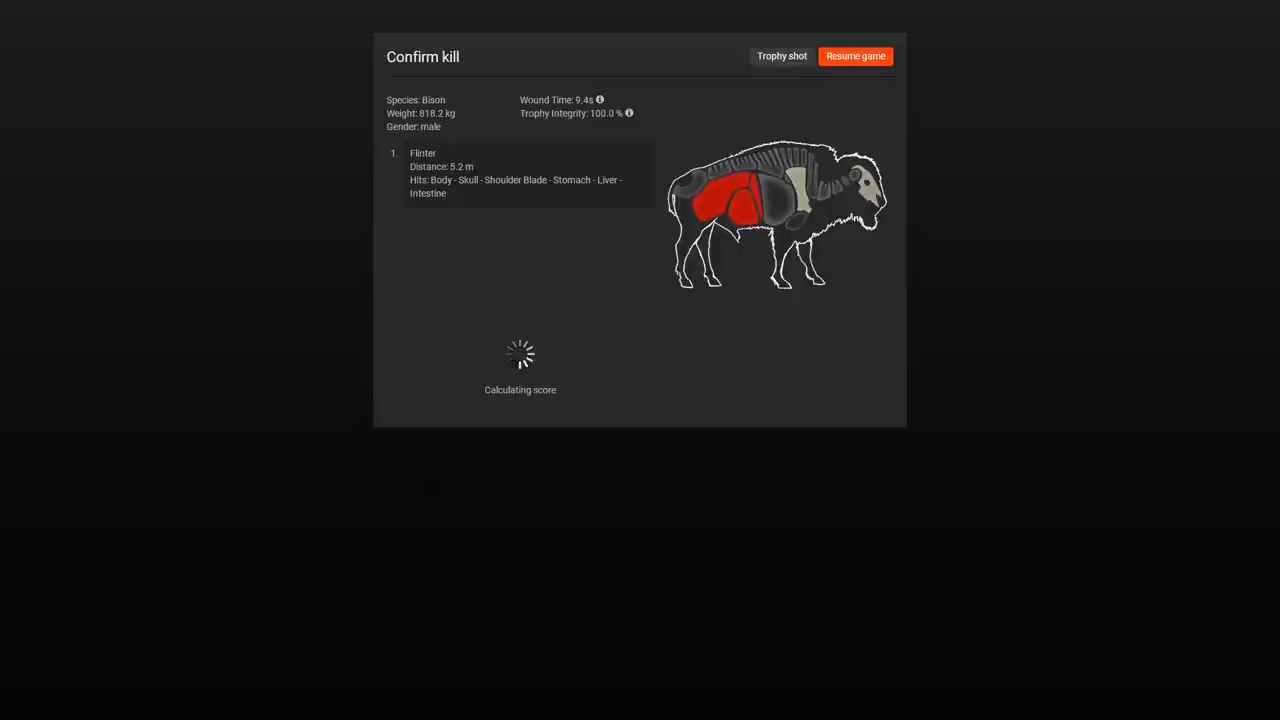 Confirm kill
Trophy shot
Resume game
Species: Bison
Weight: 818.2 kg
Gender: male
Wound Time: 9.4s
Trophy Integrity: 100.0 %
1.
Flinter
Distance: 5.2 m
Hits: Body - Skull - Shoulder Blade - Stomach - Liver -
Intestine
Calculating score